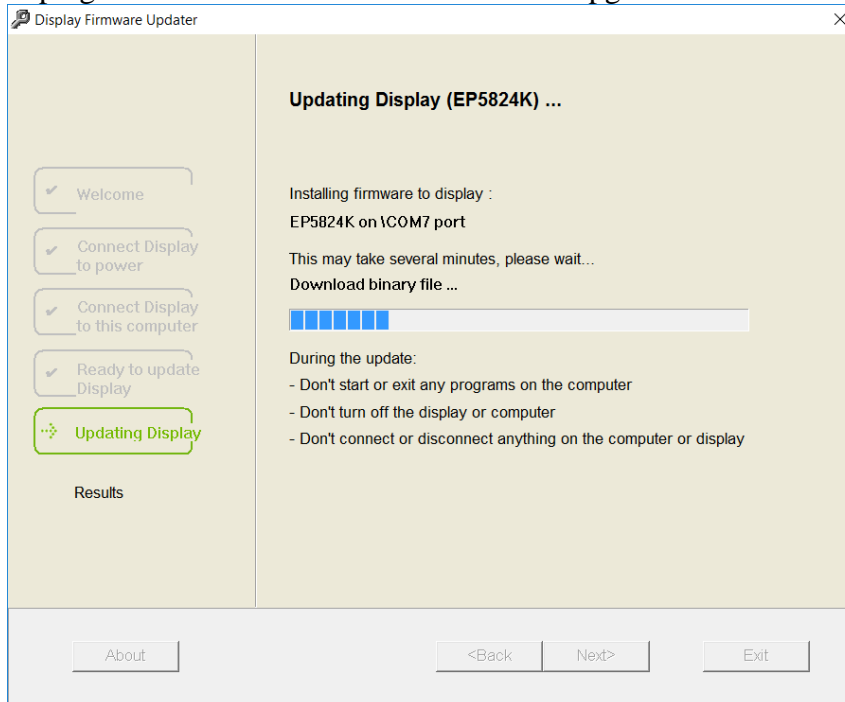 Display Firmware Updater
Updating Display (EP5824K) ...
Welcome
Connect Display
to power
Connect Display
to this computer
Ready to update
Display
Updating Display
Results
Installing firmware to display :
EP5824K on \COM7 port
This may take several minutes, please wait...
Download binary file ...
During the update:
- Don't start or exit any programs on the computer
- Don't turn off the display or computer
- Don't connect or disconnect anything on the computer or display
About
<Back
Next>
Exit